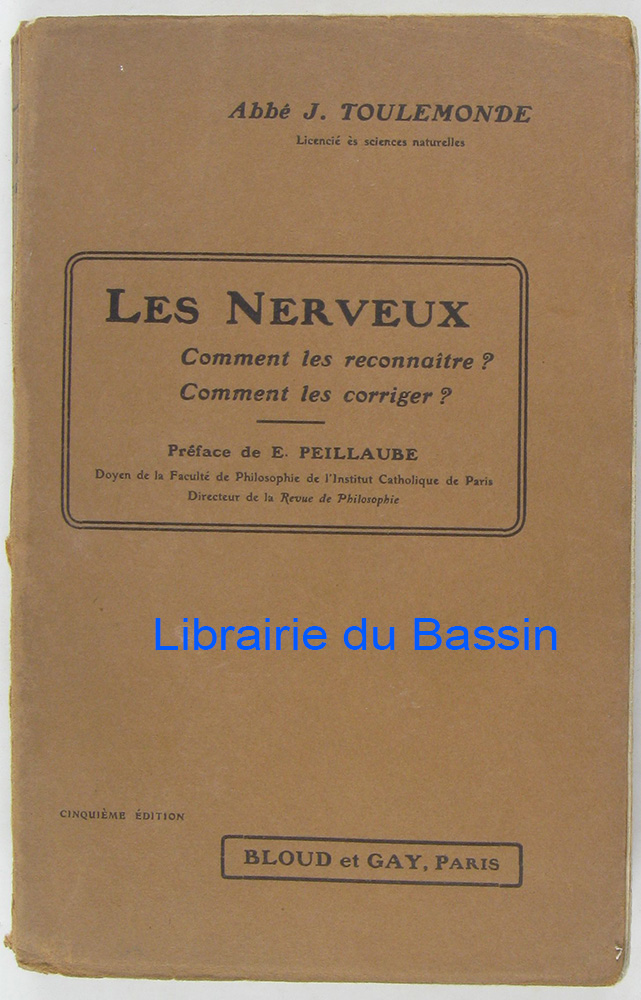 Abbé J. TOULEMONDE
Licencié ès sciences naturelles
LES NERVEUX
Comment les reconnaître ?
Comment les corriger ?
Préface de E. PEILLAUBE
Doyen de la Faculté de Philosophie de l'Institut Catholique de Paris
Directeur de la Revue de Philosophie
Librairie du Bassin
CINQUIÈME ÉDITION
BLOUD et GAY, PARIS